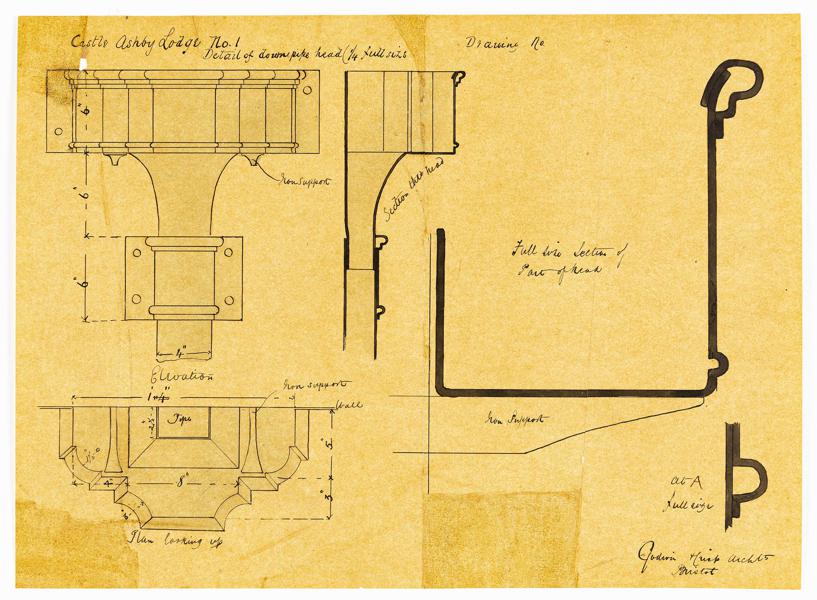 Castle Ashby Lodge No. 1
Detail of downpipe head (1/4 full size
Drawing No
6"
6"
6"
Iron support
Section thro' head
4"
Elevation
Full size Section of
Part of head
1' 4"
Iron support
Wall
Pipe
5"
3"
4"
8"
Plan looking up
Iron Support
at A
full size
Godwin & Crisp Archts
Bristol